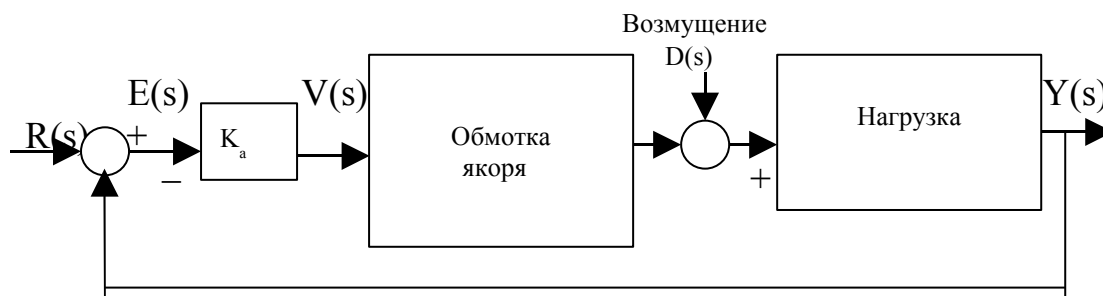 Возмущение
D(s)
E(s)
V(s)
Y(s)
R(s)
+
K a
Обмотка
якоря
Нагрузка
−
+